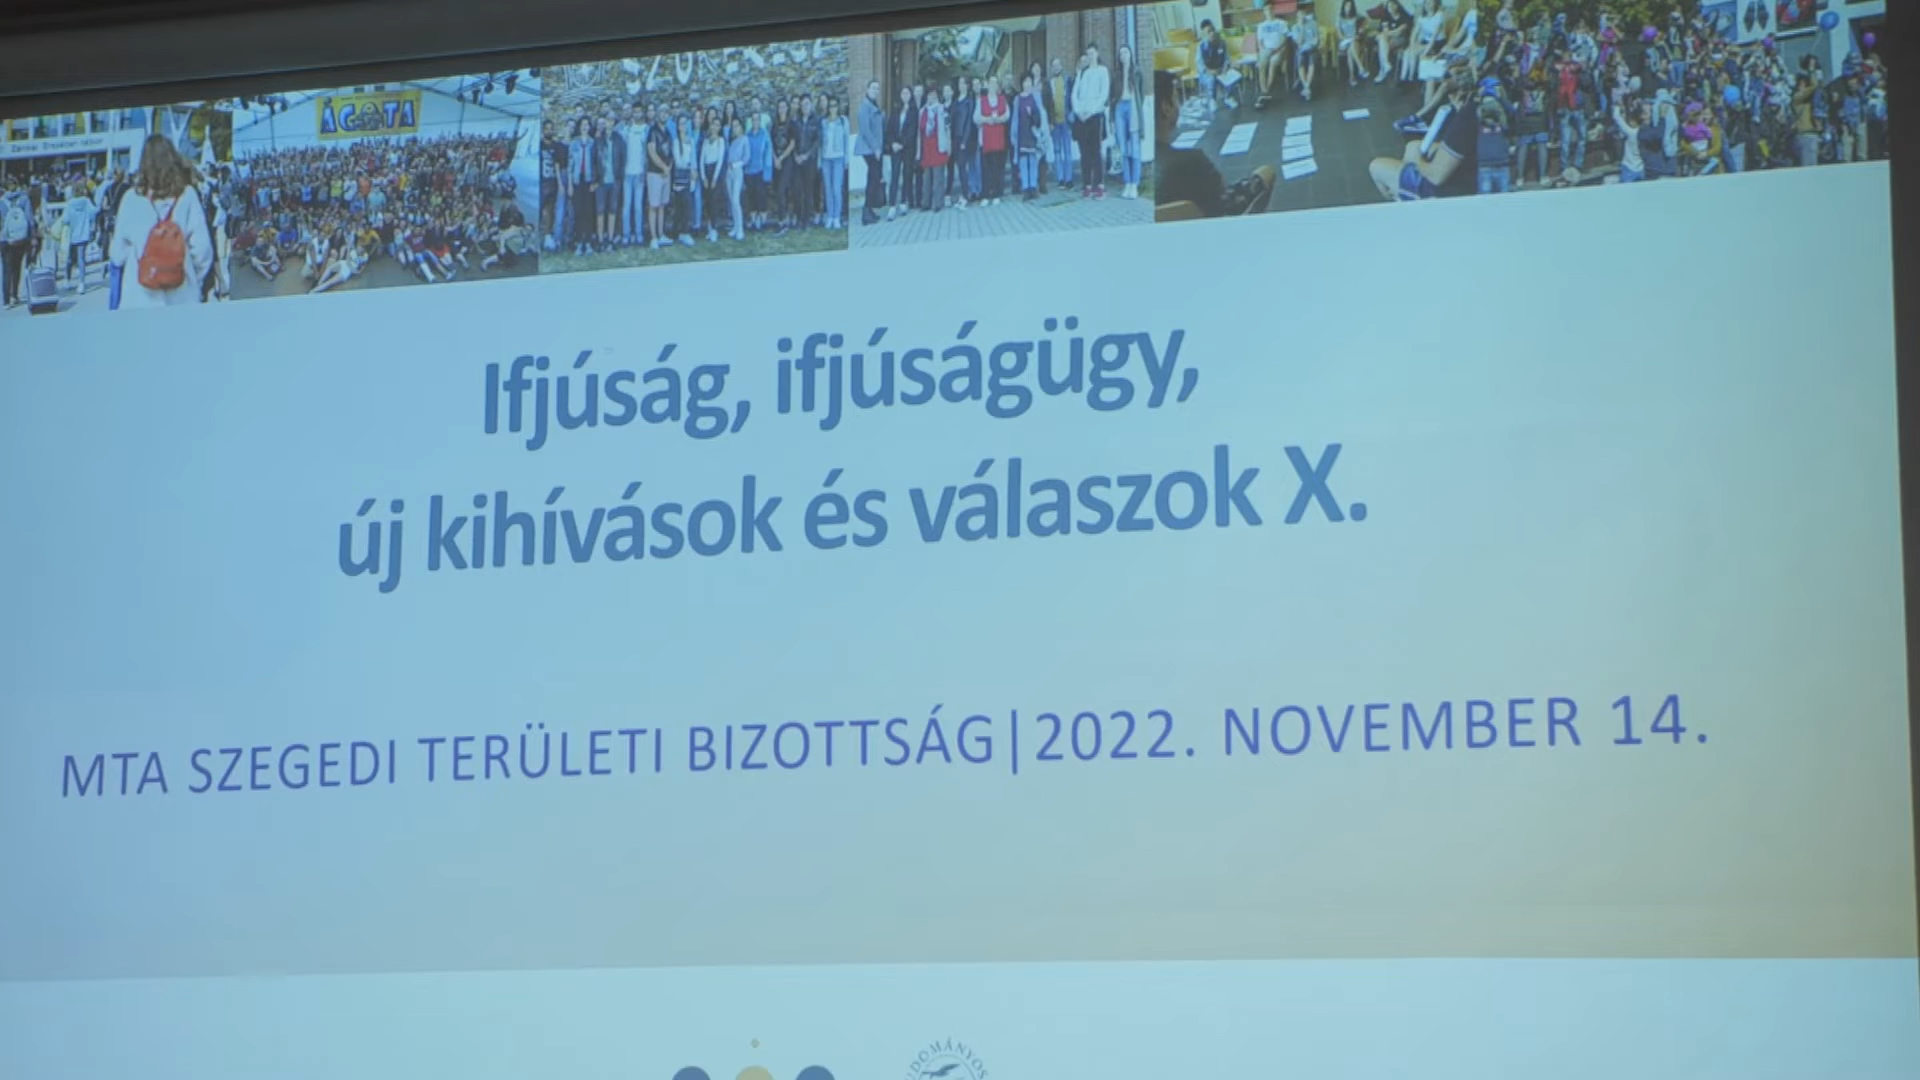 ÁGOTA
Ifjúság, ifjúságügy,
új kihívások és válaszok X.
MTA SZEGEDI TERÜLETI BIZOTTSÁG|2022. NOVEMBER 14.